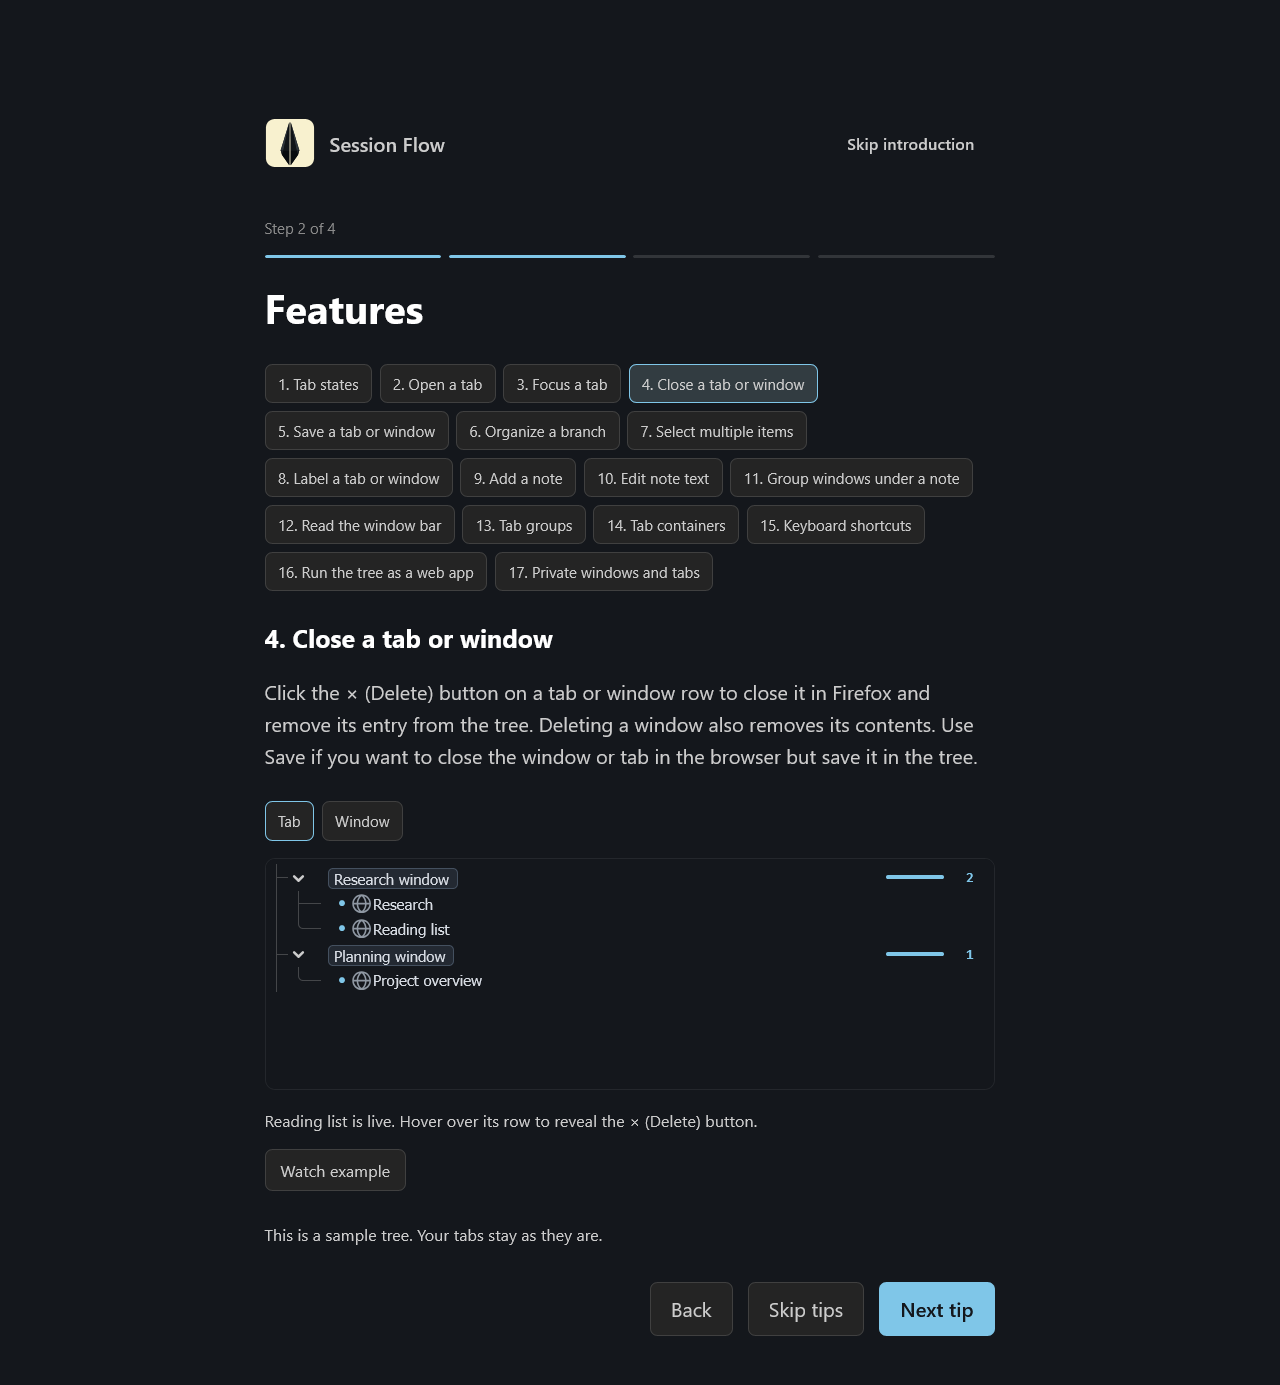 Session Flow
Skip introduction
Step 2 of 4
Features
1. Tab states
2. Open a tab
3. Focus a tab
4. Close a tab or window
5. Save a tab or window
6. Organize a branch
7. Select multiple items
8. Label a tab or window
9. Add a note
10. Edit note text
11. Group windows under a note
12. Read the window bar
13. Tab groups
14. Tab containers
15. Keyboard shortcuts
16. Run the tree as a web app
17. Private windows and tabs
4. Close a tab or window
Click the × (Delete) button on a tab or window row to close it in Firefox and
remove its entry from the tree. Deleting a window also removes its contents. Use
Save if you want to close the window or tab in the browser but save it in the tree.
Tab
Window
Research window
2
Research
Reading list
Planning window
1
Project overview
Reading list is live. Hover over its row to reveal the × (Delete) button.
Watch example
This is a sample tree. Your tabs stay as they are.
Back
Skip tips
Next tip